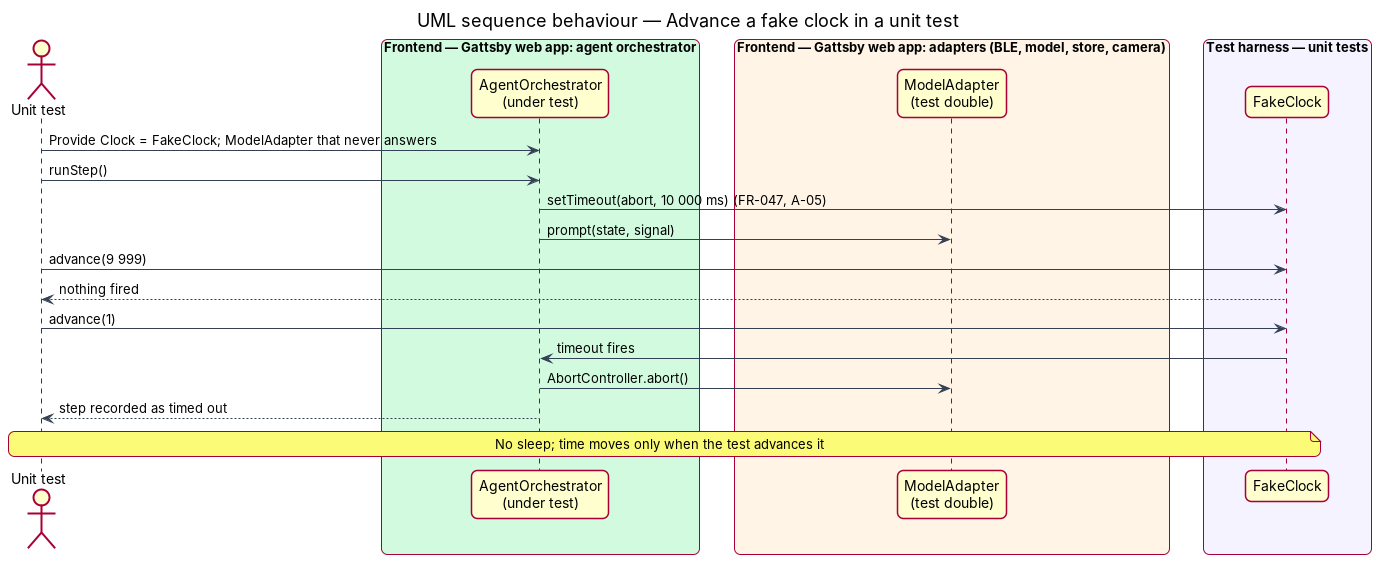 UML sequence behaviour — Advance a fake clock in a unit test
Frontend — Gattsby web app: agent orchestrator
Frontend — Gattsby web app: adapters (BLE, model, store, camera)
Test harness — unit tests
Unit test
AgentOrchestrator
(under test)
ModelAdapter
(test double)
FakeClock
Provide Clock = FakeClock; ModelAdapter that never answers
runStep()
setTimeout(abort, 10 000 ms) (FR-047, A-05)
prompt(state, signal)
advance(9 999)
nothing fired
advance(1)
timeout fires
AbortController.abort()
step recorded as timed out
No sleep; time moves only when the test advances it
Unit test
AgentOrchestrator
(under test)
ModelAdapter
(test double)
FakeClock